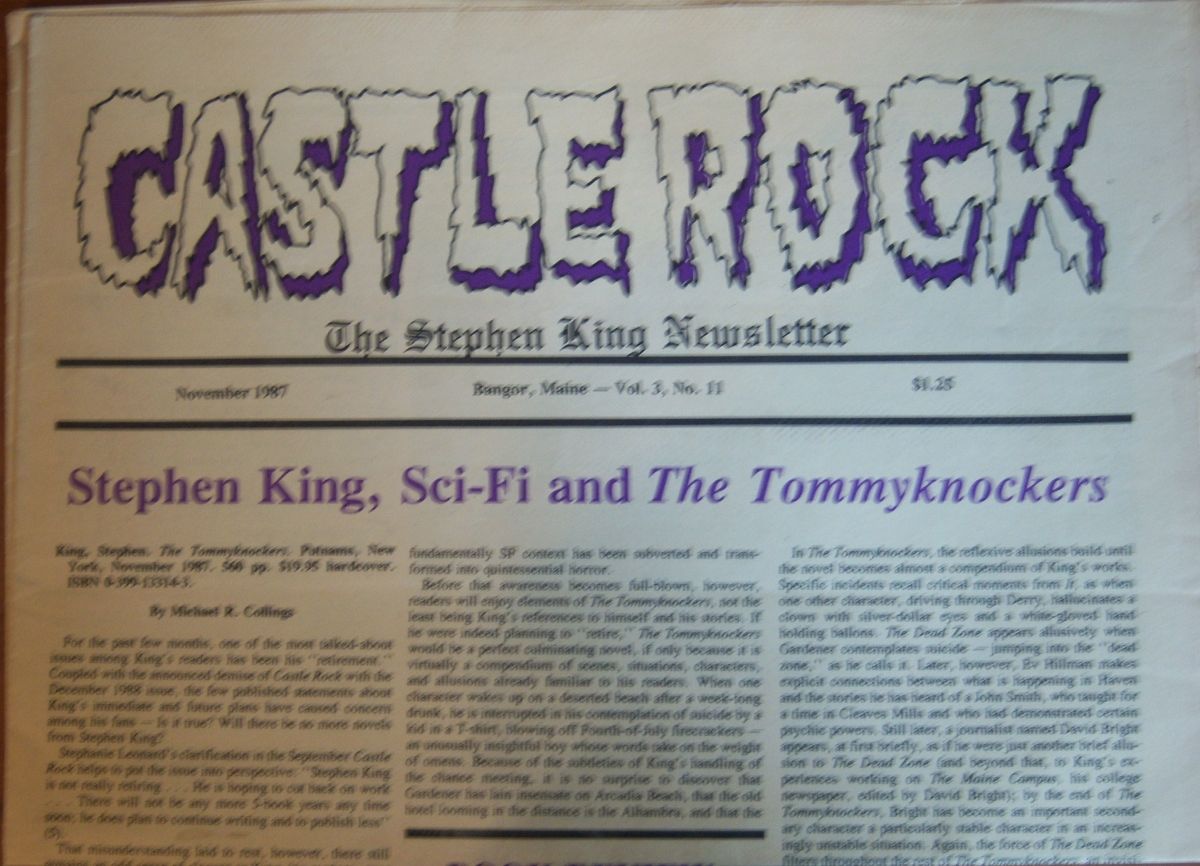 CASTLE ROCK
The Stephen King Newsletter
November 1987
Bangor, Maine — Vol. 3, No. 11
$1.25
Stephen King, Sci-Fi and The Tommyknockers
King, Stephen. The Tommyknockers. Putnams, New
York, November 1987. 560 pp. $19.95 hardcover.
ISBN 0-399-13314-3.
By Michael R. Collings
For the past few months, one of the most talked-about
issues among King's readers has been his "retirement."
Coupled with the announced demise of Castle Rock with the
December 1988 issue, the few published statements about
King's immediate and future plans have caused concern
among his fans — Is it true? Will there be no more novels
from Stephen King?
Stephanie Leonard's clarification in the September Castle
Rock helps to put the issue into perspective: "Stephen King
is not really retiring . . . He is hoping to cut back on work
. . . . There will not be any more 5-book years any time
soon; he does plan to continue writing and to publish less"
(5).
That misunderstanding laid to rest, however, there still
fundamentally SF context has been subverted and trans-
formed into quintessential horror.
Before that awareness becomes full-blown, however,
readers will enjoy elements of The Tommyknockers, not the
least being King's references to himself and his stories. If
he were indeed planning to "retire," The Tommyknockers
would be a perfect culminating novel, if only because it is
virtually a compendium of scenes, situations, characters,
and allusions already familiar to his readers. When one
character wakes up on a deserted beach after a week-long
drunk, he is interrupted in his contemplation of suicide by a
kid in a T-shirt, blowing off Fourth-of-July firecrackers —
an unusually insightful boy whose words take on the weight
of omens. Because of the subtleties of King's handling of
the chance meeting, it is no surprise to discover that
Gardener has lain insensate on Arcadia Beach, that the old
hotel looming in the distance is the Alhambra, and that the
In The Tommyknockers, the reflexive allusions build until
the novel becomes almost a compendium of King's works.
Specific incidents recall critical moments from It, as when
one other character, driving through Derry, hallucinates a
clown with silver-dollar eyes and a white-gloved hand
holding ballons. The Dead Zone appears allusively when
Gardener contemplates suicide — jumping into the "dead
zone," as he calls it. Later, however, Ev Hillman makes
explicit connections between what is happening in Haven
and the stories he has heard of a John Smith, who taught for
a time in Cleaves Mills and who had demonstrated certain
psychic powers. Still later, a journalist named David Bright
appears, at first briefly, as if he were just another brief allu-
sion to The Dead Zone (and beyond that, to King's ex-
periences working on The Maine Campus, his college
newspaper, edited by David Bright); by the end of The
Tommyknockers, Bright has become an important second-
ary character a particularly stable character in an increas-
ingly unstable situation. Again, the force of The Dead Zone
filters throughout the rest of The Tommyknockers,